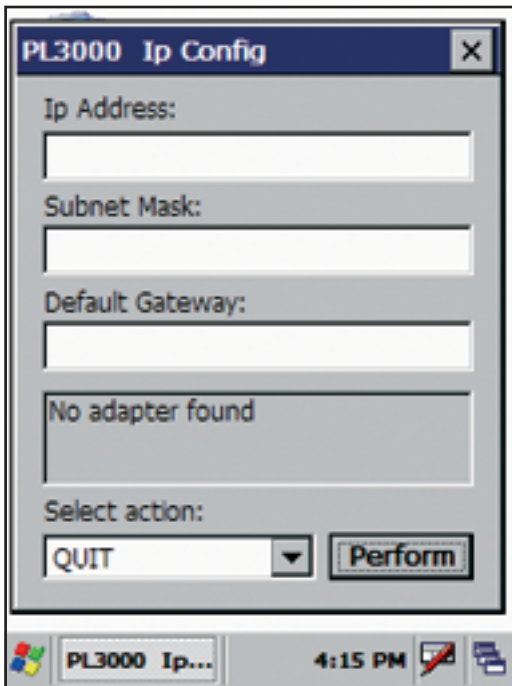 PL3000 Ip Config
Ip Address:
Subnet Mask:
Default Gateway:
No adapter found
Select action:
QUIT
Perform
PL3000 Ip...
4:15 PM